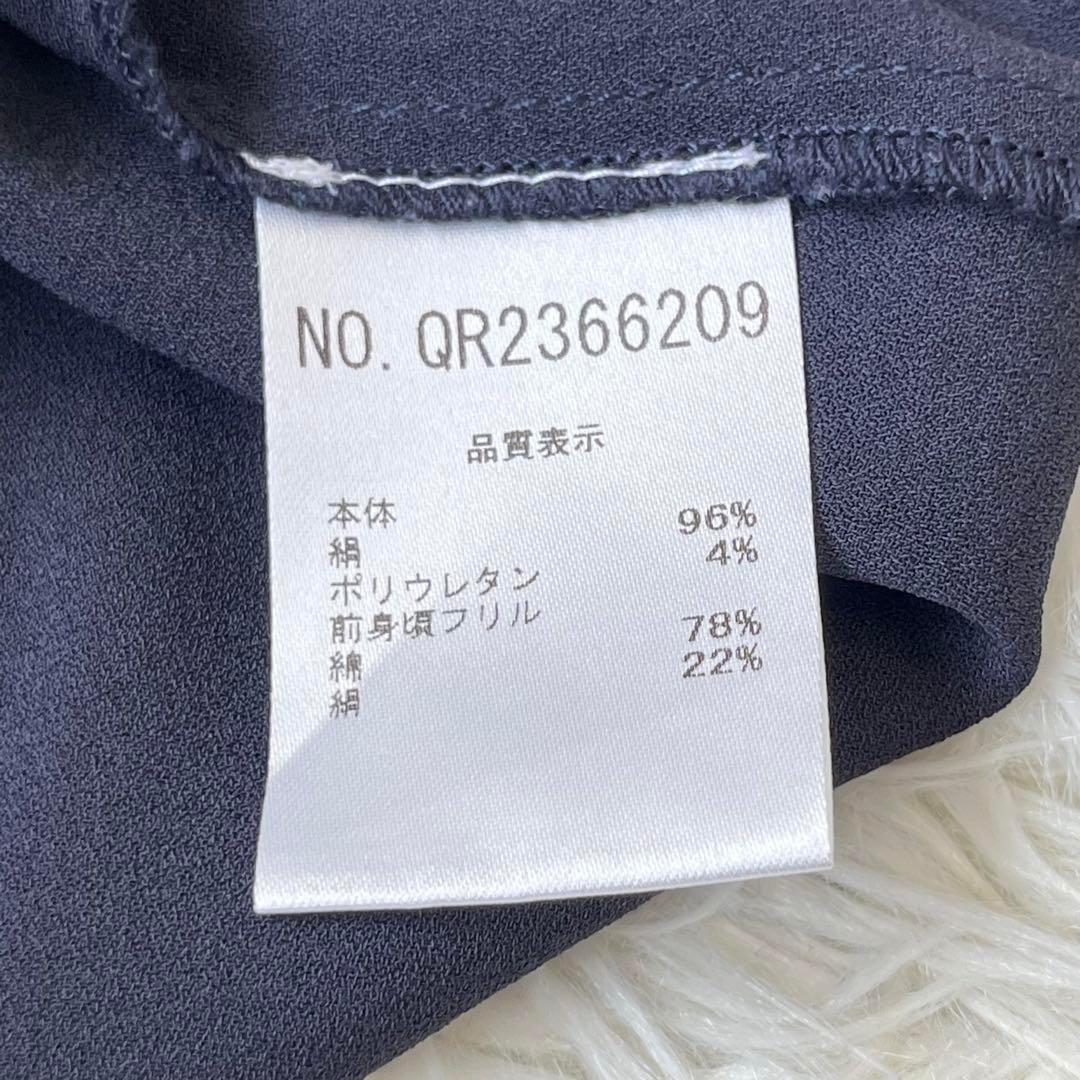 NO. QR2366209
品質表示
本体
絹 96%
ポリウレタン 4%
前身頃フリル
綿 78%
絹 22%